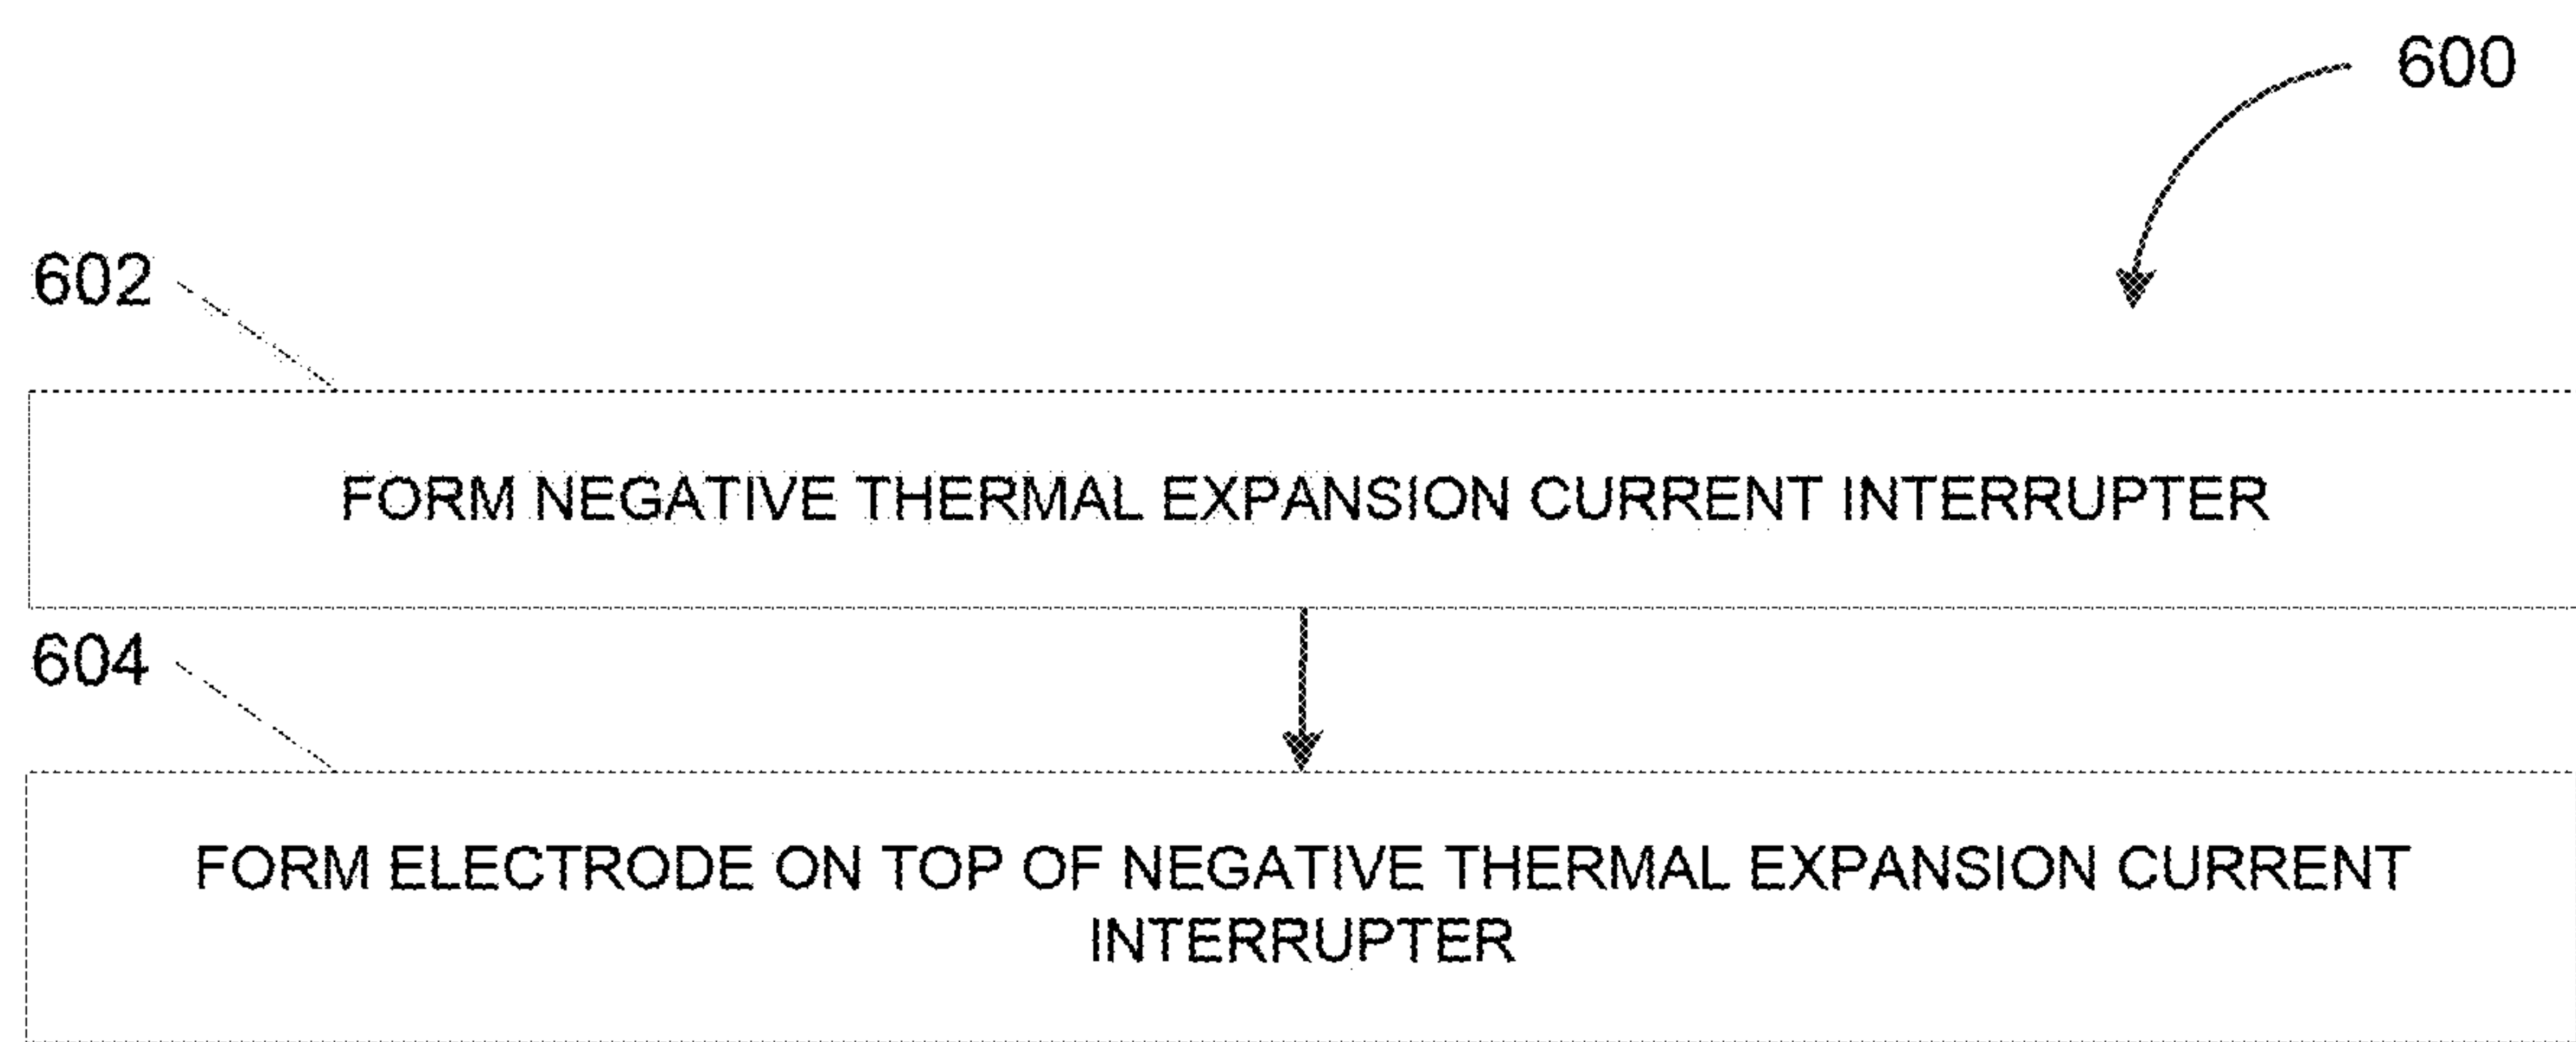 600
602
FORM NEGATIVE THERMAL EXPANSION CURRENT INTERRUPTER
604
FORM ELECTRODE ON TOP OF NEGATIVE THERMAL EXPANSION CURRENT
INTERRUPTER